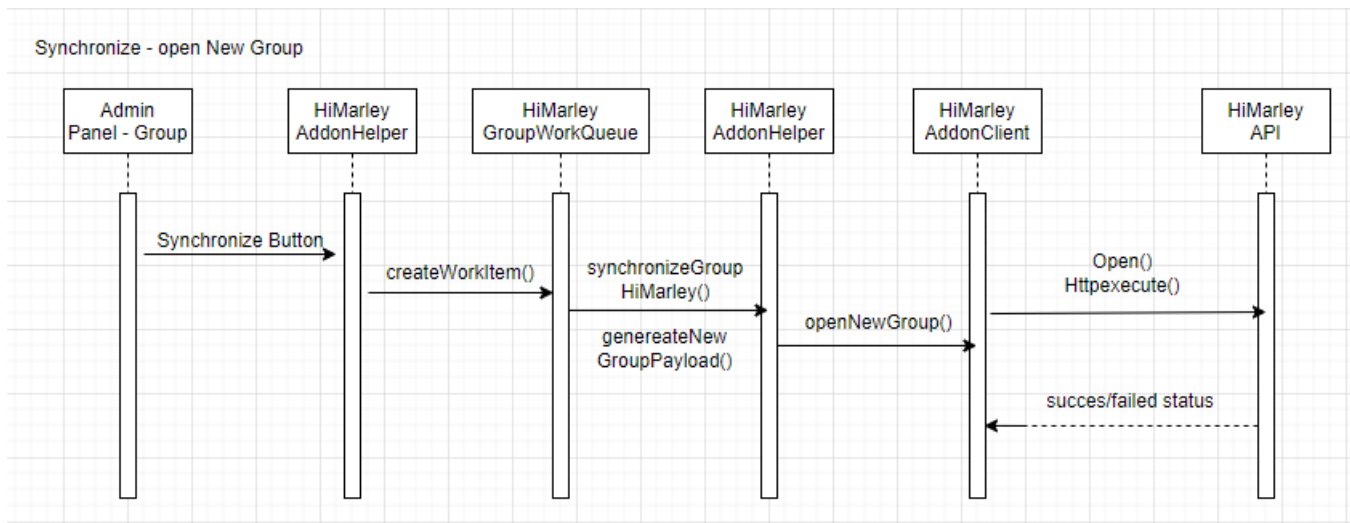 Synchronize - open New Group
Admin
Panel - Group
HiMarley
AddonHelper
HiMarley
GroupWorkQueue
HiMarley
AddonHelper
HiMarley
AddonClient
HiMarley
API
Synchronize Button
createWorkItem()
synchronizeGroup
HiMarley()
genereateNew
GroupPayload()
openNewGroup()
Open()
Httpexecute()
succes/failed status